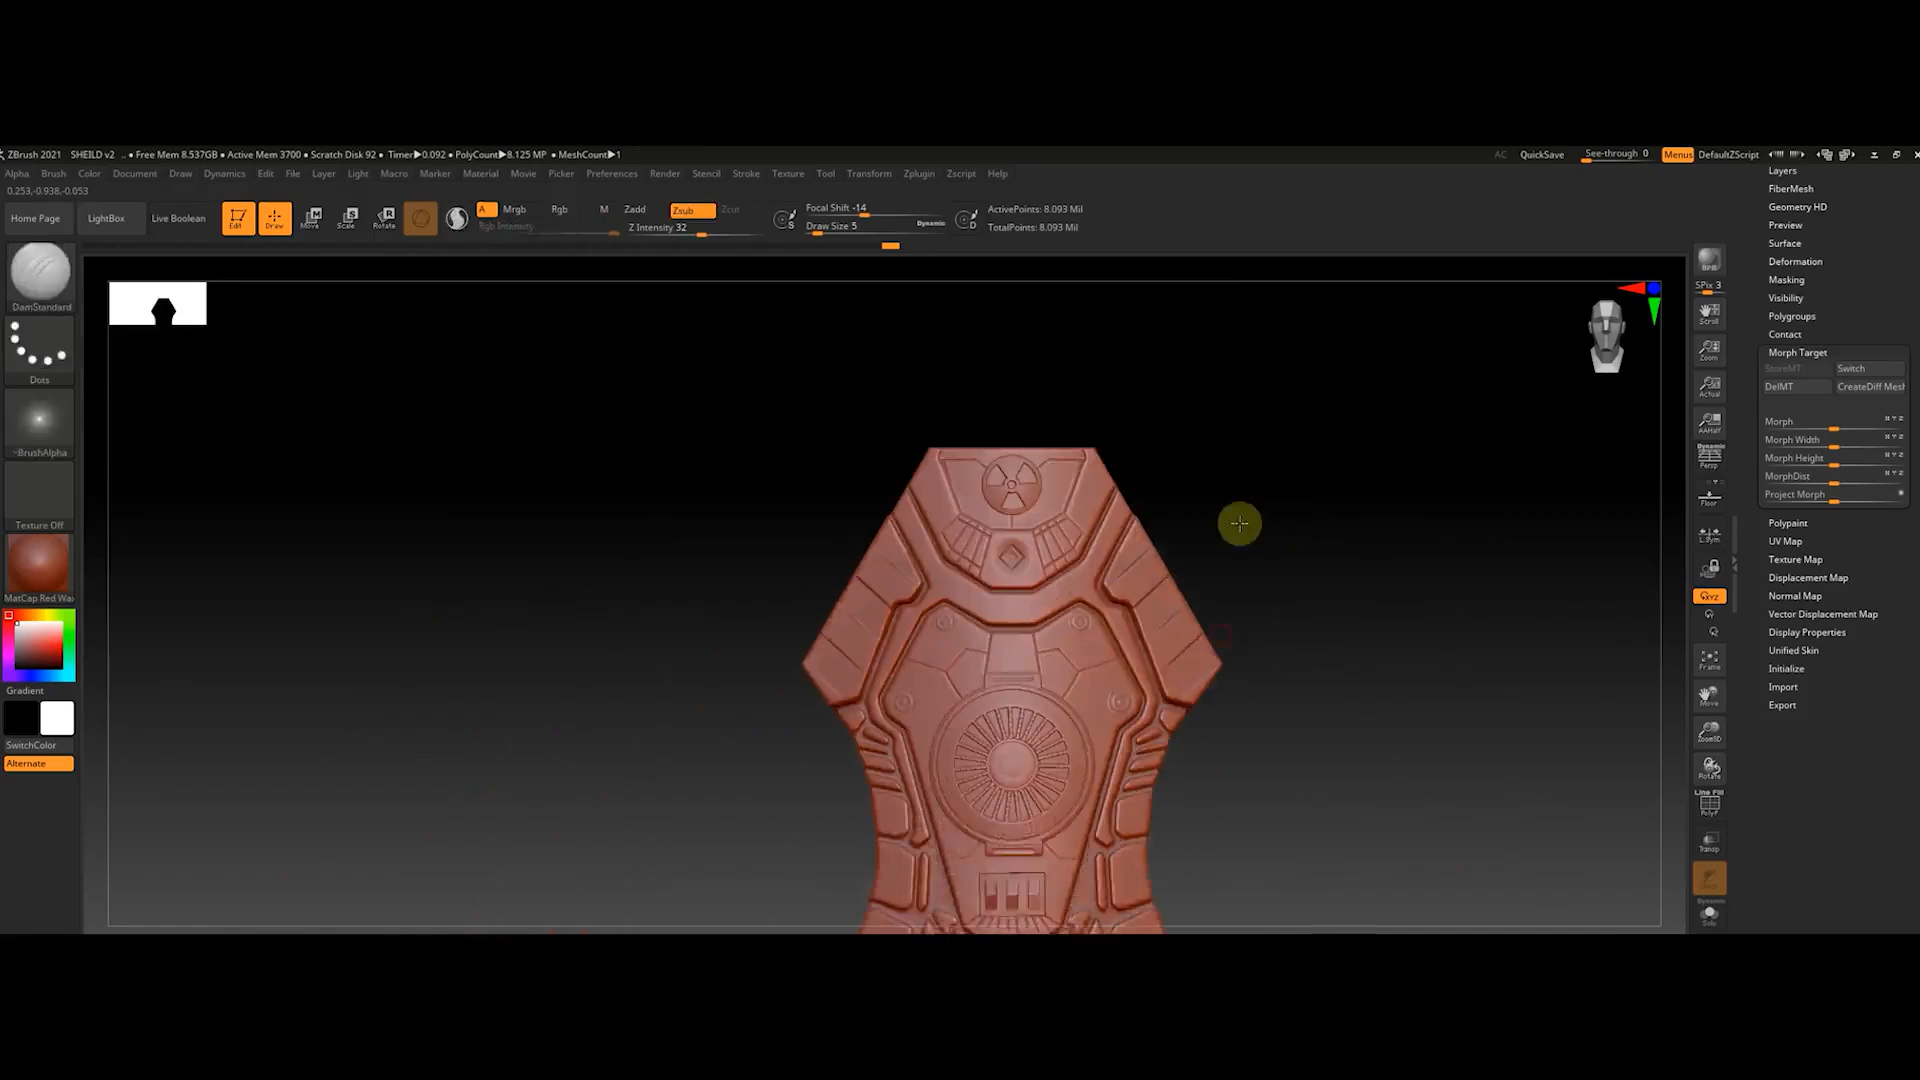 ZBrush 2021 SHEILD v2 .. • Free Mem 8.537GB • Active Mem 3700 • Scratch Disk 92 • Timer▶0.092 • PolyCount▶8.125 MP • MeshCount▶1 AC QuickSave See-through 0 Menus DefaultZScript
Alpha Brush Color Document Draw Dynamics Edit File Layer Light Macro Marker Material Movie Picker Preferences Render Stencil Stroke Texture Tool Transform Zplugin Zscript Help
0.253,-0.938,-0.053
Home Page LightBox Live Boolean Edit Draw Move Scale Rotate A Mrgb Rgb M Zadd Zsub Zcut Focal Shift -14 ActivePoints: 8.093 Mil
Rgb Intensity Z Intensity 32 Draw Size 5 Dynamic TotalPoints: 8.093 Mil
S
D
DamStandard
Dots
~BrushAlpha
Texture Off
MatCap Red Wax
Gradient
SwitchColor
Alternate
BPR
SPix 3
Scroll
Zoom
Actual
AAHalf
Dynamic
Persp
Floor
L.Sym
XYZ
Frame
Move
Zoom3D
Rotate
Line Fill
PolyF
Transp
Dynamic
Solo
Layers
FiberMesh
Geometry HD
Preview
Surface
Deformation
Masking
Visibility
Polygroups
Contact
Morph Target
StoreMT Switch
DelMT CreateDiff Mesh
Morph
Morph Width
Morph Height
MorphDist
Project Morph
Polypaint
UV Map
Texture Map
Displacement Map
Normal Map
Vector Displacement Map
Display Properties
Unified Skin
Initialize
Import
Export